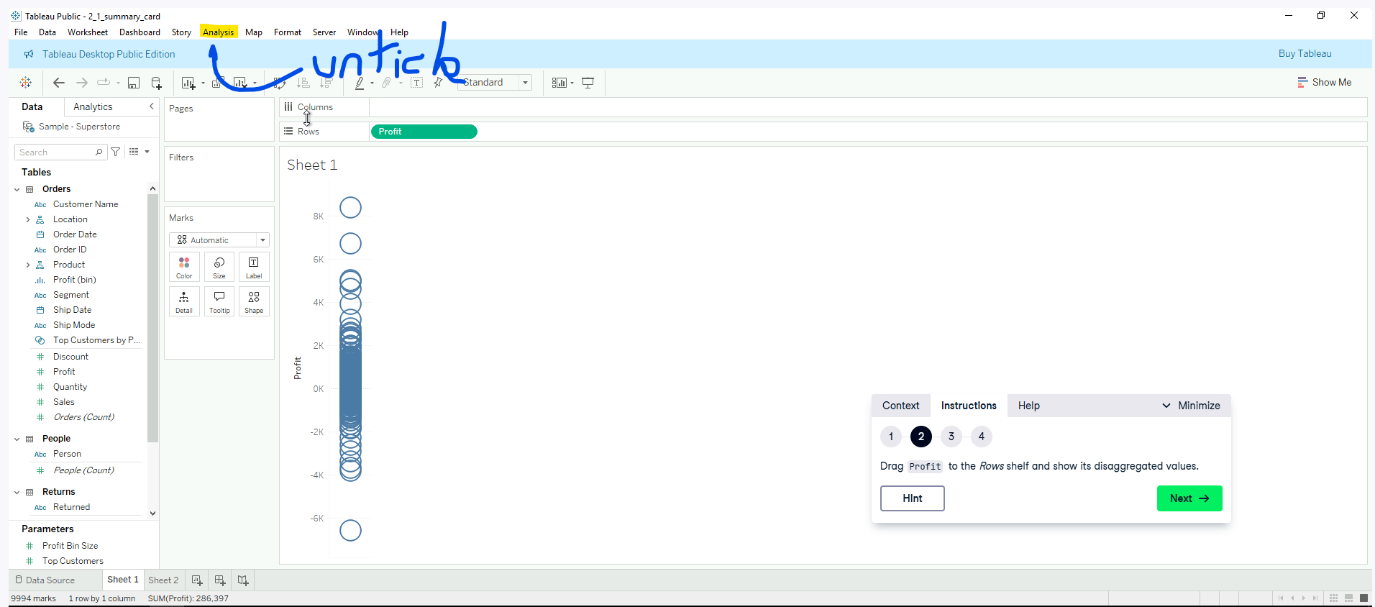 Tableau Public - 2_1_summary_card
File Data Worksheet Dashboard Story Analysis Map Format Server Window Help
untick
Tableau Desktop Public Edition
Buy Tableau
Standard
Show Me
Data Analytics
Sample - Superstore
Search
Tables
Orders
Abc Customer Name
Location
Order Date
Abc Order ID
Product
Profit (bin)
Abc Segment
Ship Date
Abc Ship Mode
Top Customers by P...
# Discount
# Profit
# Quantity
# Sales
# Orders (Count)
People
Abc Person
# People (Count)
Returns
Abc Returned
Parameters
# Profit Bin Size
# Top Customers
Pages
Filters
Marks
Automatic
Color Size Label
Detail Tooltip Shape
Columns
Rows Profit
Sheet 1
Profit
8K
6K
4K
2K
0K
-2K
-4K
-6K
Context Instructions Help Minimize
1 2 3 4
Drag Profit to the Rows shelf and show its disaggregated values.
HInt
Next →
Data Source Sheet 1 Sheet 2
9994 marks 1 row by 1 column SUM(Profit): 286,397